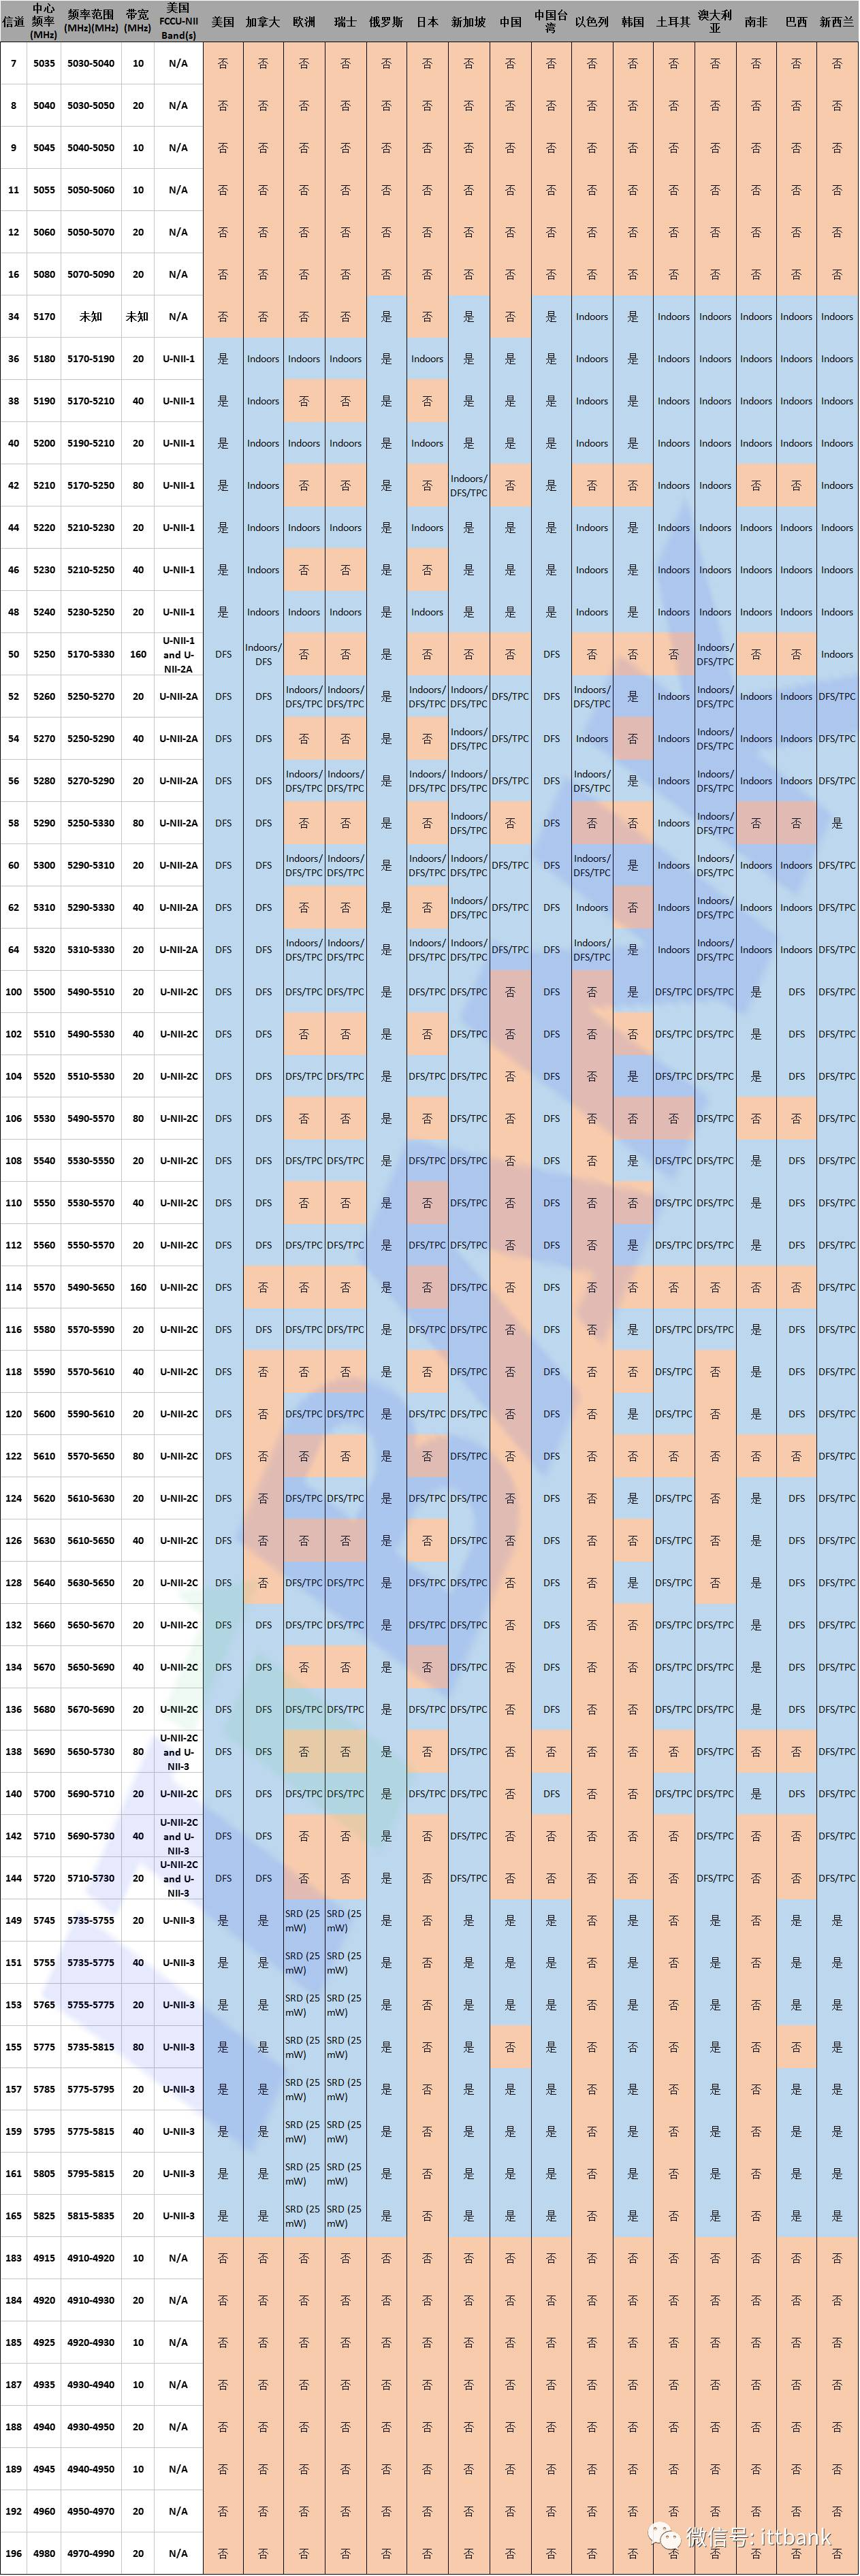 信道 中心频率(MHz) 频率范围(MHz)(MHz) 带宽(MHz) 美国FCCU-NII Band(s) 美国 加拿大 欧洲 瑞士 俄罗斯 日本 新加坡 中国 中国台湾 以色列 韩国 土耳其 澳大利亚 南非 巴西 新西兰
7 5035 5030-5040 10 N/A 否 否 否 否 否 否 否 否 否 否 否 否 否 否 否 否
8 5040 5030-5050 20 N/A 否 否 否 否 否 否 否 否 否 否 否 否 否 否 否 否
9 5045 5040-5050 10 N/A 否 否 否 否 否 否 否 否 否 否 否 否 否 否 否 否
11 5055 5050-5060 10 N/A 否 否 否 否 否 否 否 否 否 否 否 否 否 否 否 否
12 5060 5050-5070 20 N/A 否 否 否 否 否 否 否 否 否 否 否 否 否 否 否 否
16 5080 5070-5090 20 N/A 否 否 否 否 否 否 否 否 否 否 否 否 否 否 否 否
34 5170 未知 未知 N/A 否 否 否 否 是 否 是 否 是 Indoors 是 Indoors Indoors Indoors Indoors Indoors
36 5180 5170-5190 20 U-NII-1 是 Indoors Indoors Indoors 是 Indoors 是 是 是 Indoors 是 Indoors Indoors Indoors Indoors Indoors
38 5190 5170-5210 40 U-NII-1 是 Indoors 否 否 是 否 是 是 是 Indoors 是 Indoors Indoors Indoors Indoors Indoors
40 5200 5190-5210 20 U-NII-1 是 Indoors Indoors Indoors 是 Indoors 是 是 是 Indoors 是 Indoors Indoors Indoors Indoors Indoors
42 5210 5170-5250 80 U-NII-1 是 Indoors 否 否 是 否 Indoors/DFS/TPC 否 是 否 否 Indoors Indoors 否 否 Indoors
44 5220 5210-5230 20 U-NII-1 是 Indoors Indoors Indoors 是 Indoors 是 是 是 Indoors 是 Indoors Indoors Indoors Indoors Indoors
46 5230 5210-5250 40 U-NII-1 是 Indoors 否 否 是 否 是 是 是 Indoors 是 Indoors Indoors Indoors Indoors Indoors
48 5240 5230-5250 20 U-NII-1 是 Indoors Indoors Indoors 是 Indoors 是 是 是 Indoors 是 Indoors Indoors Indoors Indoors Indoors
50 5250 5170-5330 160 U-NII-1 and U-NII-2A DFS Indoors/DFS 否 否 是 否 否 否 DFS 否 否 否 Indoors/DFS/TPC 否 否 Indoors
52 5260 5250-5270 20 U-NII-2A DFS DFS Indoors/DFS/TPC Indoors/DFS/TPC 是 Indoors/DFS/TPC Indoors/DFS/TPC DFS/TPC DFS Indoors/DFS/TPC 是 Indoors Indoors/DFS/TPC Indoors Indoors DFS/TPC
54 5270 5250-5290 40 U-NII-2A DFS DFS 否 否 是 否 Indoors/DFS/TPC DFS/TPC DFS Indoors 否 Indoors Indoors/DFS/TPC Indoors Indoors DFS/TPC
56 5280 5270-5290 20 U-NII-2A DFS DFS Indoors/DFS/TPC Indoors/DFS/TPC 是 Indoors/DFS/TPC Indoors/DFS/TPC DFS/TPC DFS Indoors/DFS/TPC 是 Indoors Indoors/DFS/TPC Indoors Indoors DFS/TPC
58 5290 5250-5330 80 U-NII-2A DFS DFS 否 否 是 否 Indoors/DFS/TPC 否 DFS 否 否 Indoors Indoors/DFS/TPC 否 否 是
60 5300 5290-5310 20 U-NII-2A DFS DFS Indoors/DFS/TPC Indoors/DFS/TPC 是 Indoors/DFS/TPC Indoors/DFS/TPC DFS/TPC DFS Indoors/DFS/TPC 是 Indoors Indoors/DFS/TPC Indoors Indoors DFS/TPC
62 5310 5290-5330 40 U-NII-2A DFS DFS 否 否 是 否 Indoors/DFS/TPC DFS/TPC DFS Indoors 否 Indoors Indoors/DFS/TPC Indoors Indoors DFS/TPC
64 5320 5310-5330 20 U-NII-2A DFS DFS Indoors/DFS/TPC Indoors/DFS/TPC 是 Indoors/DFS/TPC Indoors/DFS/TPC DFS/TPC DFS Indoors/DFS/TPC 是 Indoors Indoors/DFS/TPC Indoors Indoors DFS/TPC
100 5500 5490-5510 20 U-NII-2C DFS DFS DFS/TPC DFS/TPC 是 DFS/TPC DFS/TPC 否 DFS 否 是 DFS/TPC DFS/TPC 是 DFS DFS/TPC
102 5510 5490-5530 40 U-NII-2C DFS DFS 否 否 是 否 DFS/TPC 否 DFS 否 否 DFS/TPC DFS/TPC 是 DFS DFS/TPC
104 5520 5510-5530 20 U-NII-2C DFS DFS DFS/TPC DFS/TPC 是 DFS/TPC DFS/TPC 否 DFS 否 是 DFS/TPC DFS/TPC 是 DFS DFS/TPC
106 5530 5490-5570 80 U-NII-2C DFS DFS 否 否 是 否 DFS/TPC 否 DFS 否 否 否 DFS/TPC 否 否 DFS/TPC
108 5540 5530-5550 20 U-NII-2C DFS DFS DFS/TPC DFS/TPC 是 DFS/TPC DFS/TPC 否 DFS 否 是 DFS/TPC DFS/TPC 是 DFS DFS/TPC
110 5550 5530-5570 40 U-NII-2C DFS DFS 否 否 是 否 DFS/TPC 否 DFS 否 否 DFS/TPC DFS/TPC 是 DFS DFS/TPC
112 5560 5550-5570 20 U-NII-2C DFS DFS DFS/TPC DFS/TPC 是 DFS/TPC DFS/TPC 否 DFS 否 是 DFS/TPC DFS/TPC 是 DFS DFS/TPC
114 5570 5490-5650 160 U-NII-2C DFS 否 否 否 是 否 DFS/TPC 否 DFS 否 否 否 否 否 否 DFS/TPC
116 5580 5570-5590 20 U-NII-2C DFS DFS DFS/TPC DFS/TPC 是 DFS/TPC DFS/TPC 否 DFS 否 是 DFS/TPC DFS/TPC 是 DFS DFS/TPC
118 5590 5570-5610 40 U-NII-2C DFS 否 否 否 是 否 DFS/TPC 否 DFS 否 否 DFS/TPC 否 是 DFS DFS/TPC
120 5600 5590-5610 20 U-NII-2C DFS 否 DFS/TPC DFS/TPC 是 DFS/TPC DFS/TPC 否 DFS 否 是 DFS/TPC 否 是 DFS DFS/TPC
122 5610 5570-5650 80 U-NII-2C DFS 否 否 否 是 否 DFS/TPC 否 DFS 否 否 否 否 否 否 DFS/TPC
124 5620 5610-5630 20 U-NII-2C DFS 否 DFS/TPC DFS/TPC 是 DFS/TPC DFS/TPC 否 DFS 否 是 DFS/TPC 否 是 DFS DFS/TPC
126 5630 5610-5650 40 U-NII-2C DFS 否 否 否 是 否 DFS/TPC 否 DFS 否 否 DFS/TPC 否 是 DFS DFS/TPC
128 5640 5630-5650 20 U-NII-2C DFS 否 DFS/TPC DFS/TPC 是 DFS/TPC DFS/TPC 否 DFS 否 是 DFS/TPC 否 是 DFS DFS/TPC
132 5660 5650-5670 20 U-NII-2C DFS DFS DFS/TPC DFS/TPC 是 DFS/TPC DFS/TPC 否 DFS 否 否 DFS/TPC DFS/TPC 是 DFS DFS/TPC
134 5670 5650-5690 40 U-NII-2C DFS DFS 否 否 是 否 DFS/TPC 否 DFS 否 否 DFS/TPC DFS/TPC 是 DFS DFS/TPC
136 5680 5670-5690 20 U-NII-2C DFS DFS DFS/TPC DFS/TPC 是 DFS/TPC DFS/TPC 否 DFS 否 否 DFS/TPC DFS/TPC 是 DFS DFS/TPC
138 5690 5650-5730 80 U-NII-2C and U-NII-3 DFS DFS 否 否 是 否 DFS/TPC 否 否 否 否 否 DFS/TPC 否 否 DFS/TPC
140 5700 5690-5710 20 U-NII-2C DFS DFS DFS/TPC DFS/TPC 是 DFS/TPC DFS/TPC 否 DFS 否 否 DFS/TPC DFS/TPC 是 DFS DFS/TPC
142 5710 5690-5730 40 U-NII-2C and U-NII-3 DFS DFS 否 否 是 否 DFS/TPC 否 否 否 否 否 DFS/TPC 否 否 DFS/TPC
144 5720 5710-5730 20 U-NII-2C and U-NII-3 DFS DFS 否 否 是 否 DFS/TPC 否 否 否 否 否 DFS/TPC 否 否 DFS/TPC
149 5745 5735-5755 20 U-NII-3 是 是 SRD (25 mW) SRD (25 mW) 是 否 是 是 是 否 是 否 是 否 是 是
151 5755 5735-5775 40 U-NII-3 是 是 SRD (25 mW) SRD (25 mW) 是 否 是 是 是 否 是 否 是 否 是 是
153 5765 5755-5775 20 U-NII-3 是 是 SRD (25 mW) SRD (25 mW) 是 否 是 是 是 否 是 否 是 否 是 是
155 5775 5735-5815 80 U-NII-3 是 是 SRD (25 mW) SRD (25 mW) 是 否 是 否 是 否 是 否 是 否 否 是
157 5785 5775-5795 20 U-NII-3 是 是 SRD (25 mW) SRD (25 mW) 是 否 是 是 是 否 是 否 是 否 是 是
159 5795 5775-5815 40 U-NII-3 是 是 SRD (25 mW) SRD (25 mW) 是 否 是 是 是 否 是 否 是 否 是 是
161 5805 5795-5815 20 U-NII-3 是 是 SRD (25 mW) SRD (25 mW) 是 否 是 是 是 否 是 否 是 否 是 是
165 5825 5815-5835 20 U-NII-3 是 是 SRD (25 mW) SRD (25 mW) 是 否 是 是 是 否 是 否 是 否 是 是
183 4915 4910-4920 10 N/A 否 否 否 否 否 否 否 否 否 否 否 否 否 否 否 否
184 4920 4910-4930 20 N/A 否 否 否 否 否 否 否 否 否 否 否 否 否 否 否 否
185 4925 4920-4930 10 N/A 否 否 否 否 否 否 否 否 否 否 否 否 否 否 否 否
187 4935 4930-4940 10 N/A 否 否 否 否 否 否 否 否 否 否 否 否 否 否 否 否
188 4940 4930-4950 20 N/A 否 否 否 否 否 否 否 否 否 否 否 否 否 否 否 否
189 4945 4940-4950 10 N/A 否 否 否 否 否 否 否 否 否 否 否 否 否 否 否 否
192 4960 4950-4970 20 N/A 否 否 否 否 否 否 否 否 否 否 否 否 否 否 否 否
196 4980 4970-4990 20 N/A 否 否 否 否 否 否 否 否 否 否 否 否 否 否 否 否
微信号: ittbank